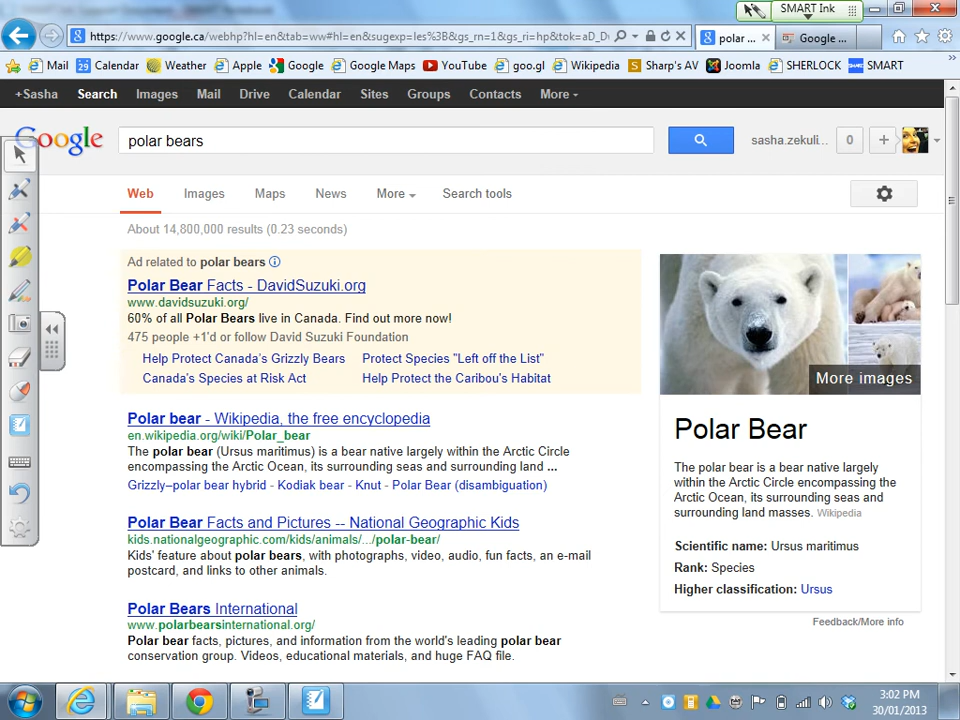 SMART Ink
https://www.google.ca/webhp?hl=en&tab=ww#hl=en&sugexp=les%3B&gs_rn=1&gs_ri=hp&tok=aD_D
polar ...
Google ...
Mail Calendar Weather Apple Google Google Maps YouTube goo.gl Wikipedia Sharp's AV Joomla SHERLOCK SMART
+Sasha Search Images Mail Drive Calendar Sites Groups Contacts More
Google
polar bears
sasha.zekuli... 0 +
Web Images Maps News More Search tools
About 14,800,000 results (0.23 seconds)
Ad related to polar bears
Polar Bear Facts - DavidSuzuki.org
www.davidsuzuki.org/
60% of all Polar Bears live in Canada. Find out more now!
475 people +1'd or follow David Suzuki Foundation
Help Protect Canada's Grizzly Bears Protect Species "Left off the List"
Canada's Species at Risk Act Help Protect the Caribou's Habitat
Polar bear - Wikipedia, the free encyclopedia
en.wikipedia.org/wiki/Polar_bear
The polar bear (Ursus maritimus) is a bear native largely within the Arctic Circle
encompassing the Arctic Ocean, its surrounding seas and surrounding land ...
Grizzly–polar bear hybrid - Kodiak bear - Knut - Polar Bear (disambiguation)
Polar Bear Facts and Pictures -- National Geographic Kids
kids.nationalgeographic.com/kids/animals/.../polar-bear/
Kids' feature about polar bears, with photographs, video, audio, fun facts, an e-mail
postcard, and links to other animals.
Polar Bears International
www.polarbearsinternational.org/
Polar bear facts, pictures, and information from the world's leading polar bear
conservation group. Videos, educational materials, and huge FAQ file.
More images
Polar Bear
The polar bear is a bear native largely
within the Arctic Circle encompassing the
Arctic Ocean, its surrounding seas and
surrounding land masses. Wikipedia
Scientific name: Ursus maritimus
Rank: Species
Higher classification: Ursus
Feedback/More info
3:02 PM
30/01/2013